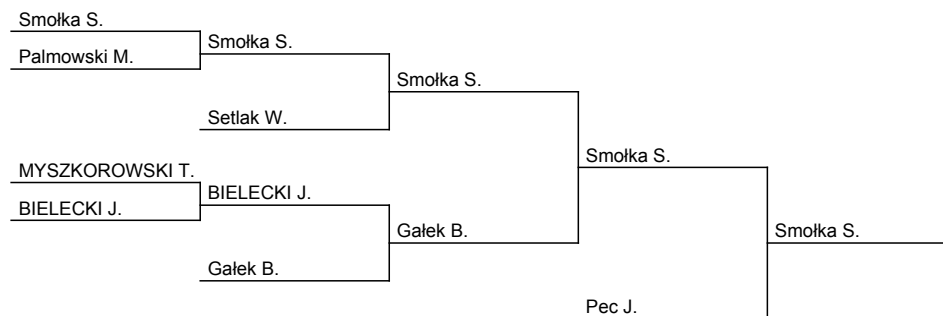 Smołka S.
Palmowski M.
Smołka S.
Smołka S.
Setlak W.
Smołka S.
MYSZKOROWSKI T.
BIELECKI J.
BIELECKI J.
Smołka S.
Gałek B.
Gałek B.
Pec J.